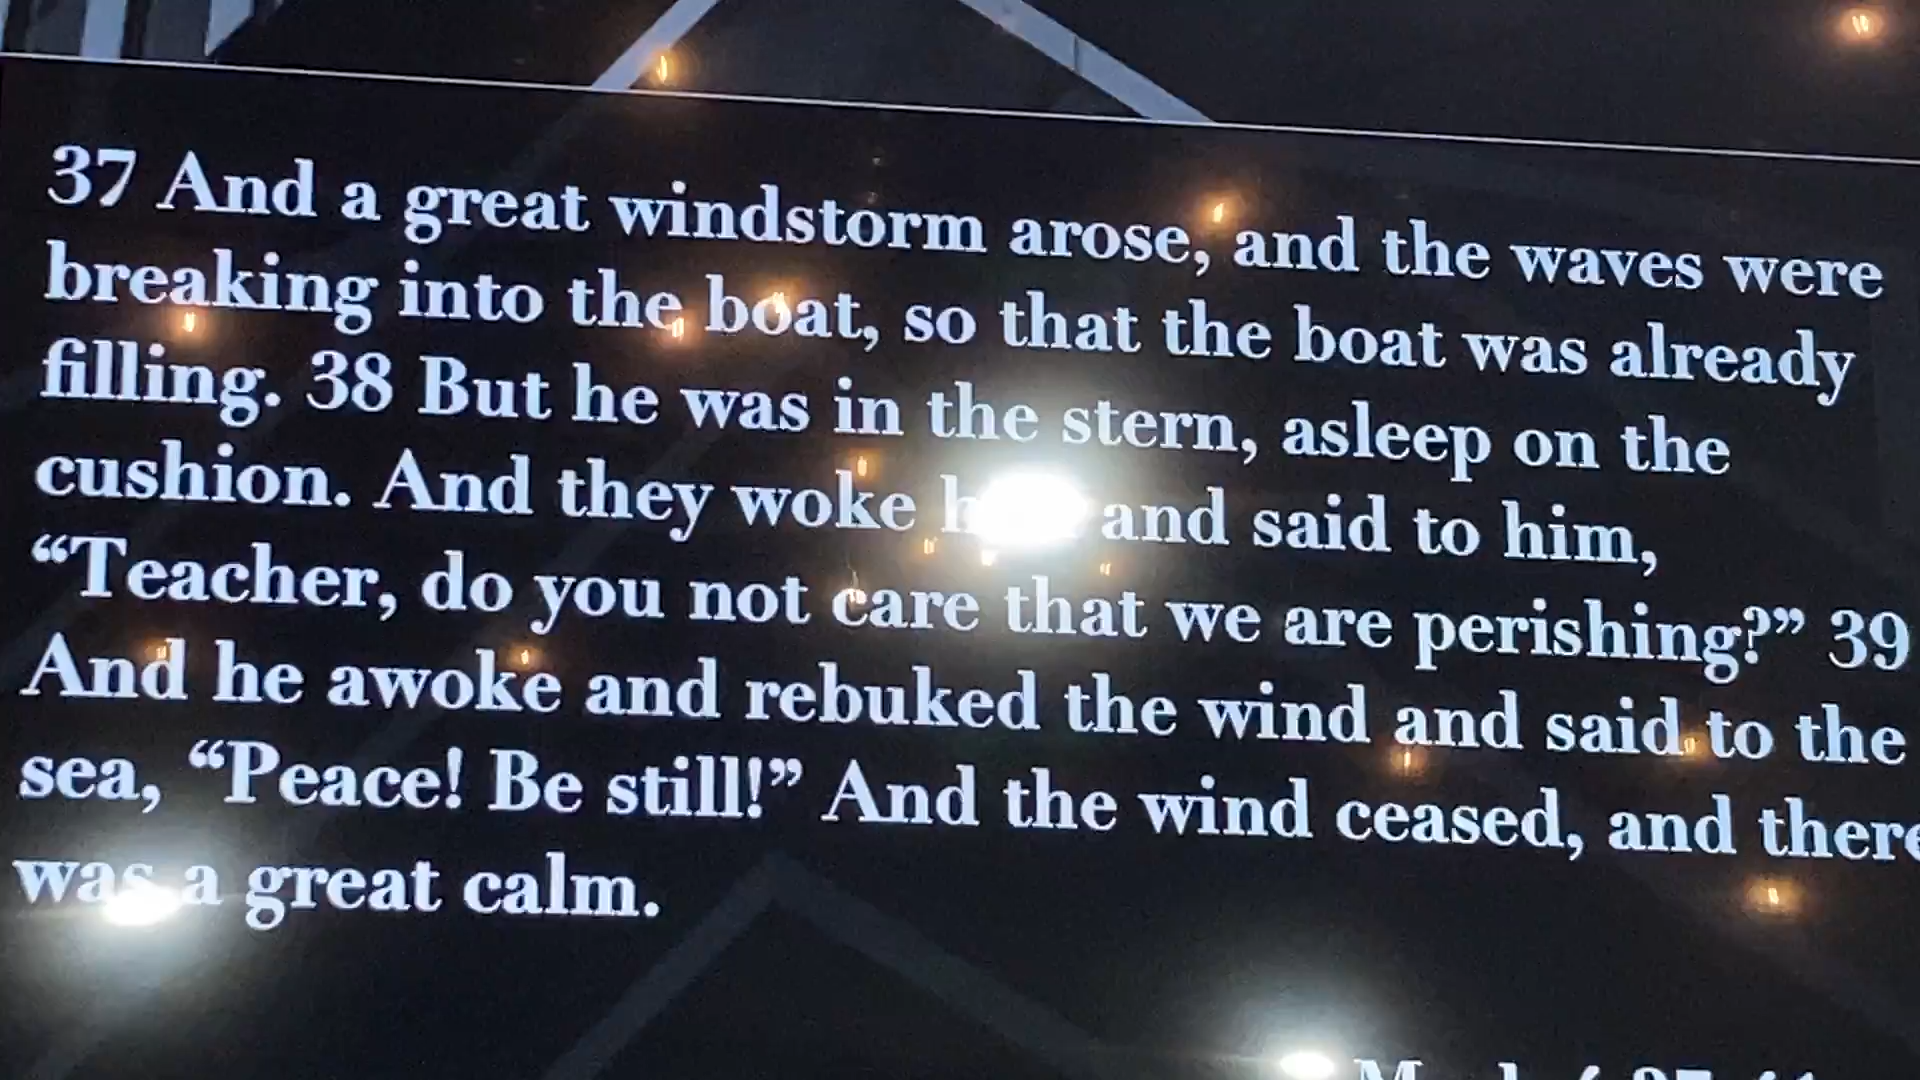 37 And a great windstorm arose, and the waves were
breaking into the boat, so that the boat was already
filling. 38 But he was in the stern, asleep on the
cushion. And they woke and said to him,
“Teacher, do you not care that we are perishing?” 39
And he awoke and rebuked the wind and said to the
sea, “Peace! Be still!” And the wind ceased, and there
was a great calm.